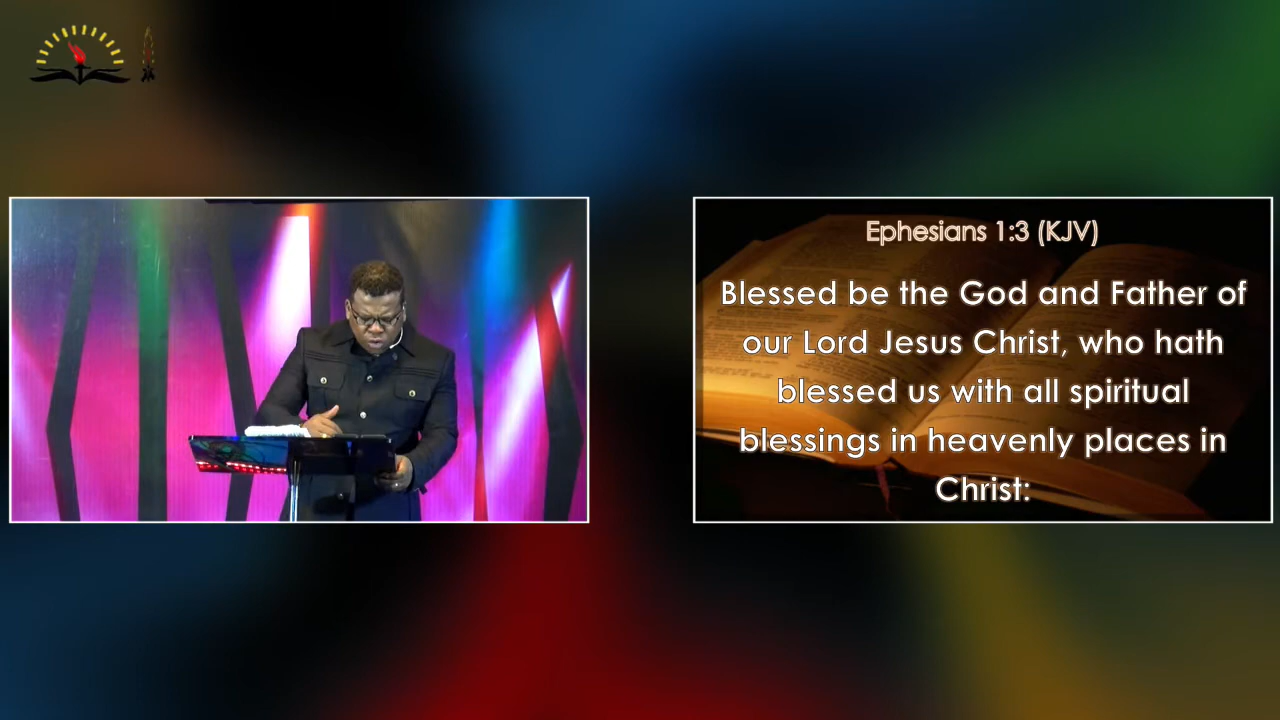 Ephesians 1:3 (KJV)
Blessed be the God and Father of
our Lord Jesus Christ, who hath
blessed us with all spiritual
blessings in heavenly places in
Christ: